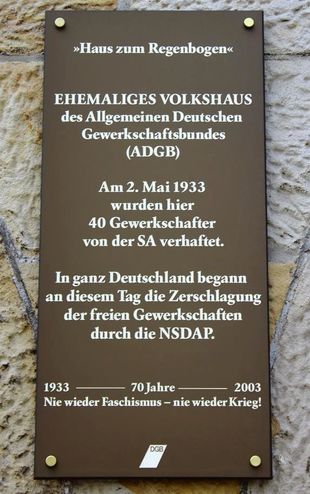 »Haus zum Regenbogen«
EHEMALIGES VOLKSHAUS
des Allgemeinen Deutschen
Gewerkschaftsbundes
(ADGB)
Am 2. Mai 1933
wurden hier
40 Gewerkschafter
von der SA verhaftet.
In ganz Deutschland begann
an diesem Tag die Zerschlagung
der freien Gewerkschaften
durch die NSDAP.
1933 ——— 70 Jahre ——— 2003
Nie wieder Faschismus – nie wieder Krieg!
DGB